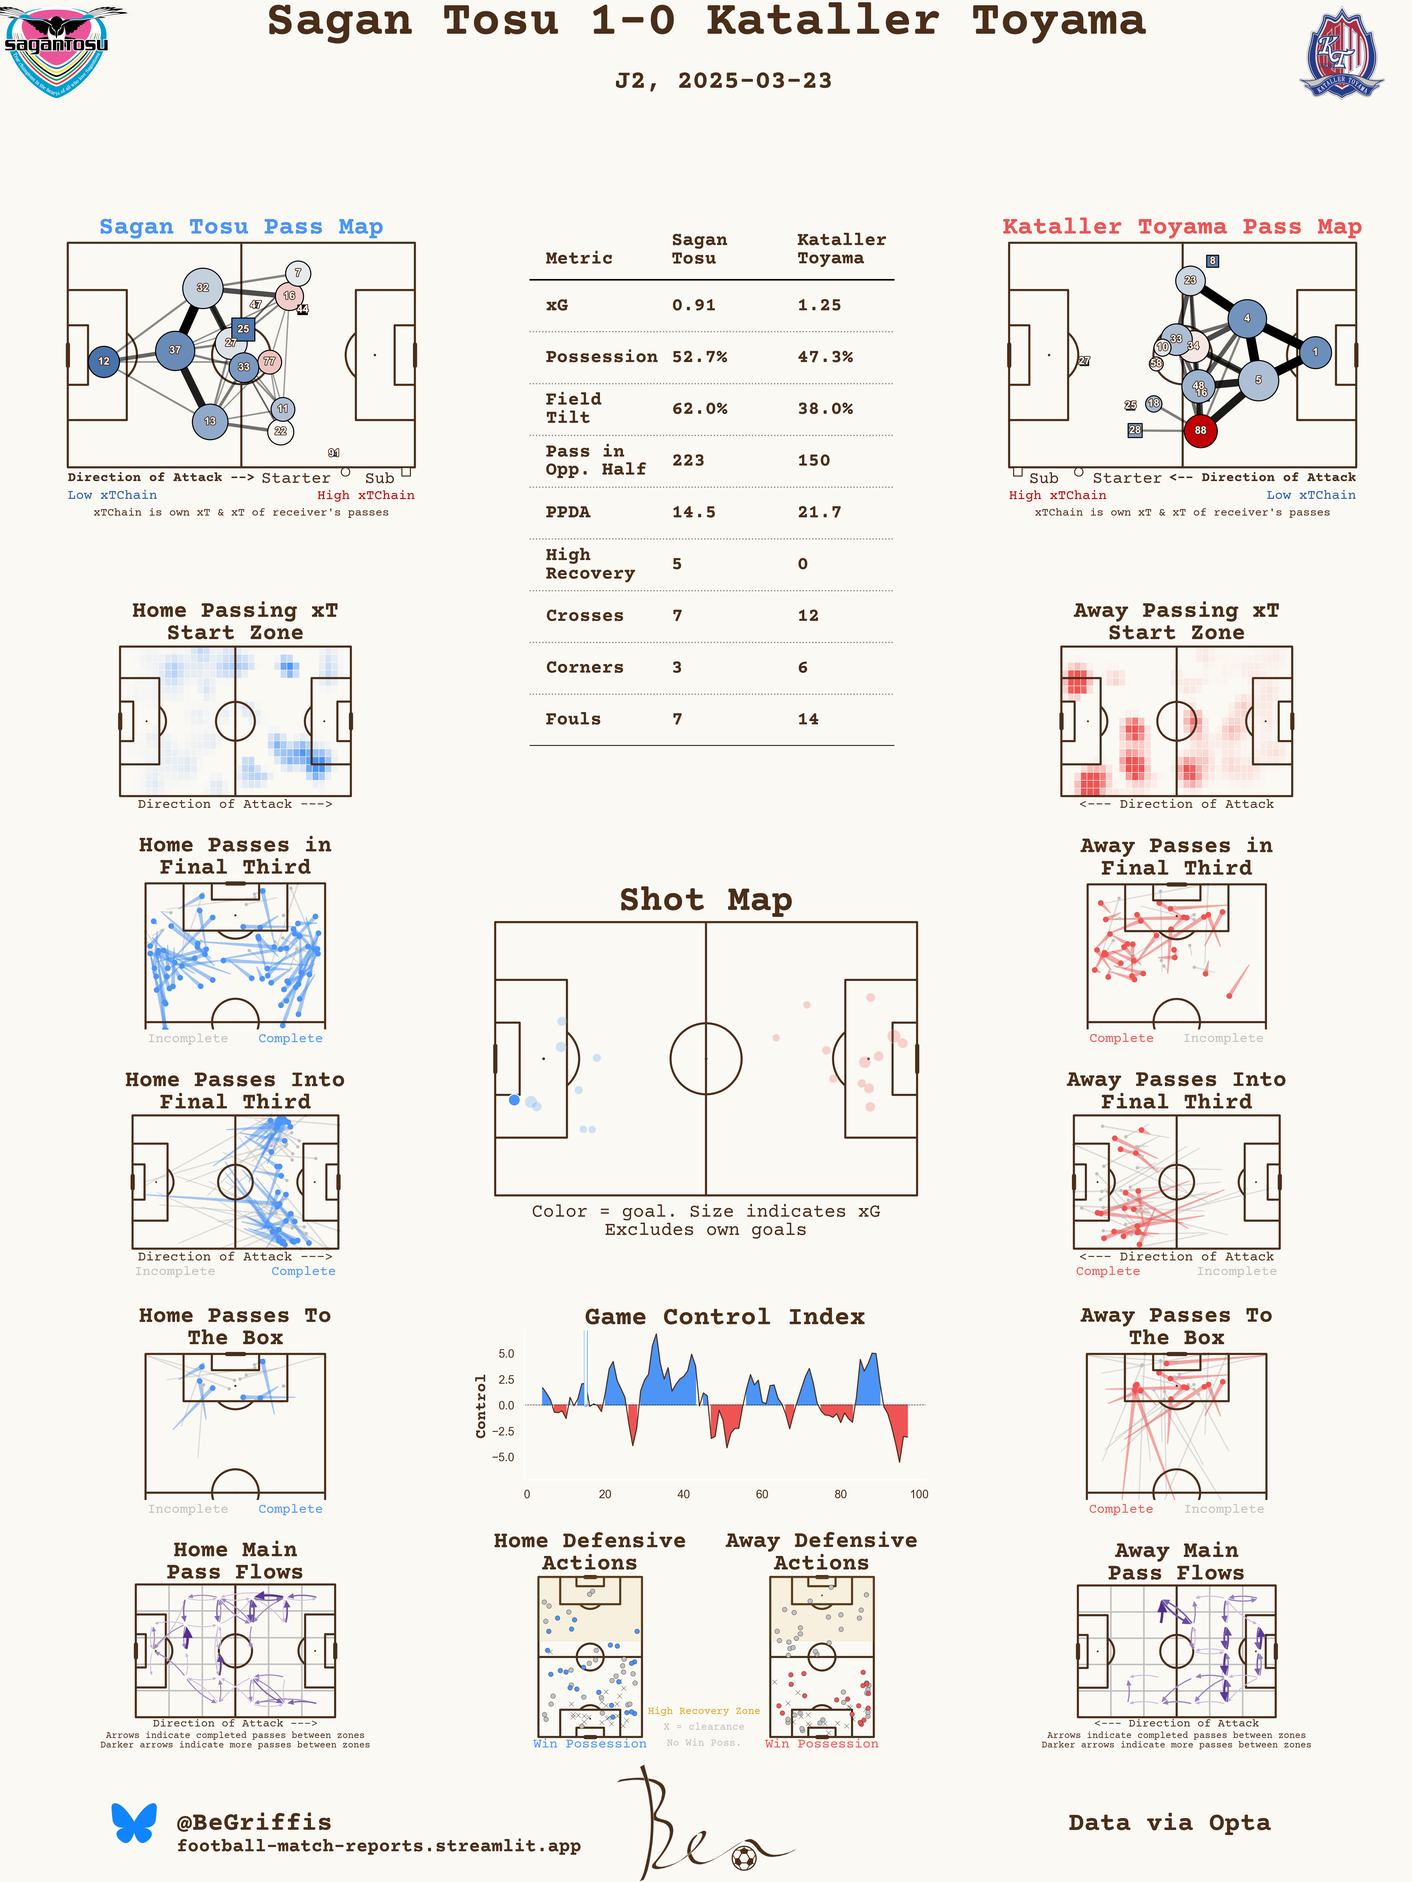 Sagan Tosu 1-0 Kataller Toyama
J2, 2025-03-23
saganTosu
KATALLER TOYAMA
Sagan Tosu Pass Map
32
7
16
47
44
25
27
37
12
33
77
11
13
22
91
Direction of Attack --> Starter Sub
Low xTChain High xTChain
xTChain is own xT & xT of receiver's passes
Metric Sagan Tosu Kataller Toyama
xG 0.91 1.25
Possession 52.7% 47.3%
Field Tilt 62.0% 38.0%
Pass in Opp. Half 223 150
PPDA 14.5 21.7
High Recovery 5 0
Crosses 7 12
Corners 3 6
Fouls 7 14
Kataller Toyama Pass Map
8
23
4
33
10
34
1
27
58
5
48
16
25
18
28
88
Sub Starter <-- Direction of Attack
High xTChain Low xTChain
xTChain is own xT & xT of receiver's passes
Home Passing xT
Start Zone
Direction of Attack --->
Away Passing xT
Start Zone
<--- Direction of Attack
Home Passes in
Final Third
Incomplete Complete
Away Passes in
Final Third
Complete Incomplete
Shot Map
Color = goal. Size indicates xG
Excludes own goals
Home Passes Into
Final Third
Direction of Attack --->
Incomplete Complete
Away Passes Into
Final Third
<--- Direction of Attack
Complete Incomplete
Home Passes To
The Box
Incomplete Complete
Game Control Index
Control
5.0
2.5
0.0
−2.5
−5.0
0 20 40 60 80 100
Away Passes To
The Box
Complete Incomplete
Home Main
Pass Flows
Direction of Attack --->
Arrows indicate completed passes between zones
Darker arrows indicate more passes between zones
Home Defensive
Actions
Win Possession
High Recovery Zone
X = clearance
No Win Poss.
Away Defensive
Actions
Win Possession
Away Main
Pass Flows
<--- Direction of Attack
Arrows indicate completed passes between zones
Darker arrows indicate more passes between zones
@BeGriffis
football-match-reports.streamlit.app
Ben
Data via Opta